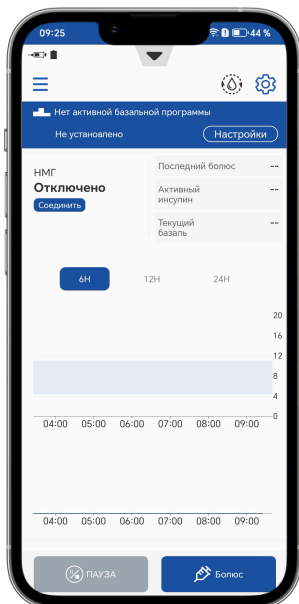 09:25 44 %
Нет активной базальной программы
Не установлено Настройки
НМГ
Отключено
Соединить
Последний болюс --
Активный инсулин --
Текущий базаль --
6H 12H 24H
20
16
12
8
4
0
04:00 05:00 06:00 07:00 08:00 09:00
04:00 05:00 06:00 07:00 08:00 09:00
ПАУЗА Болюс